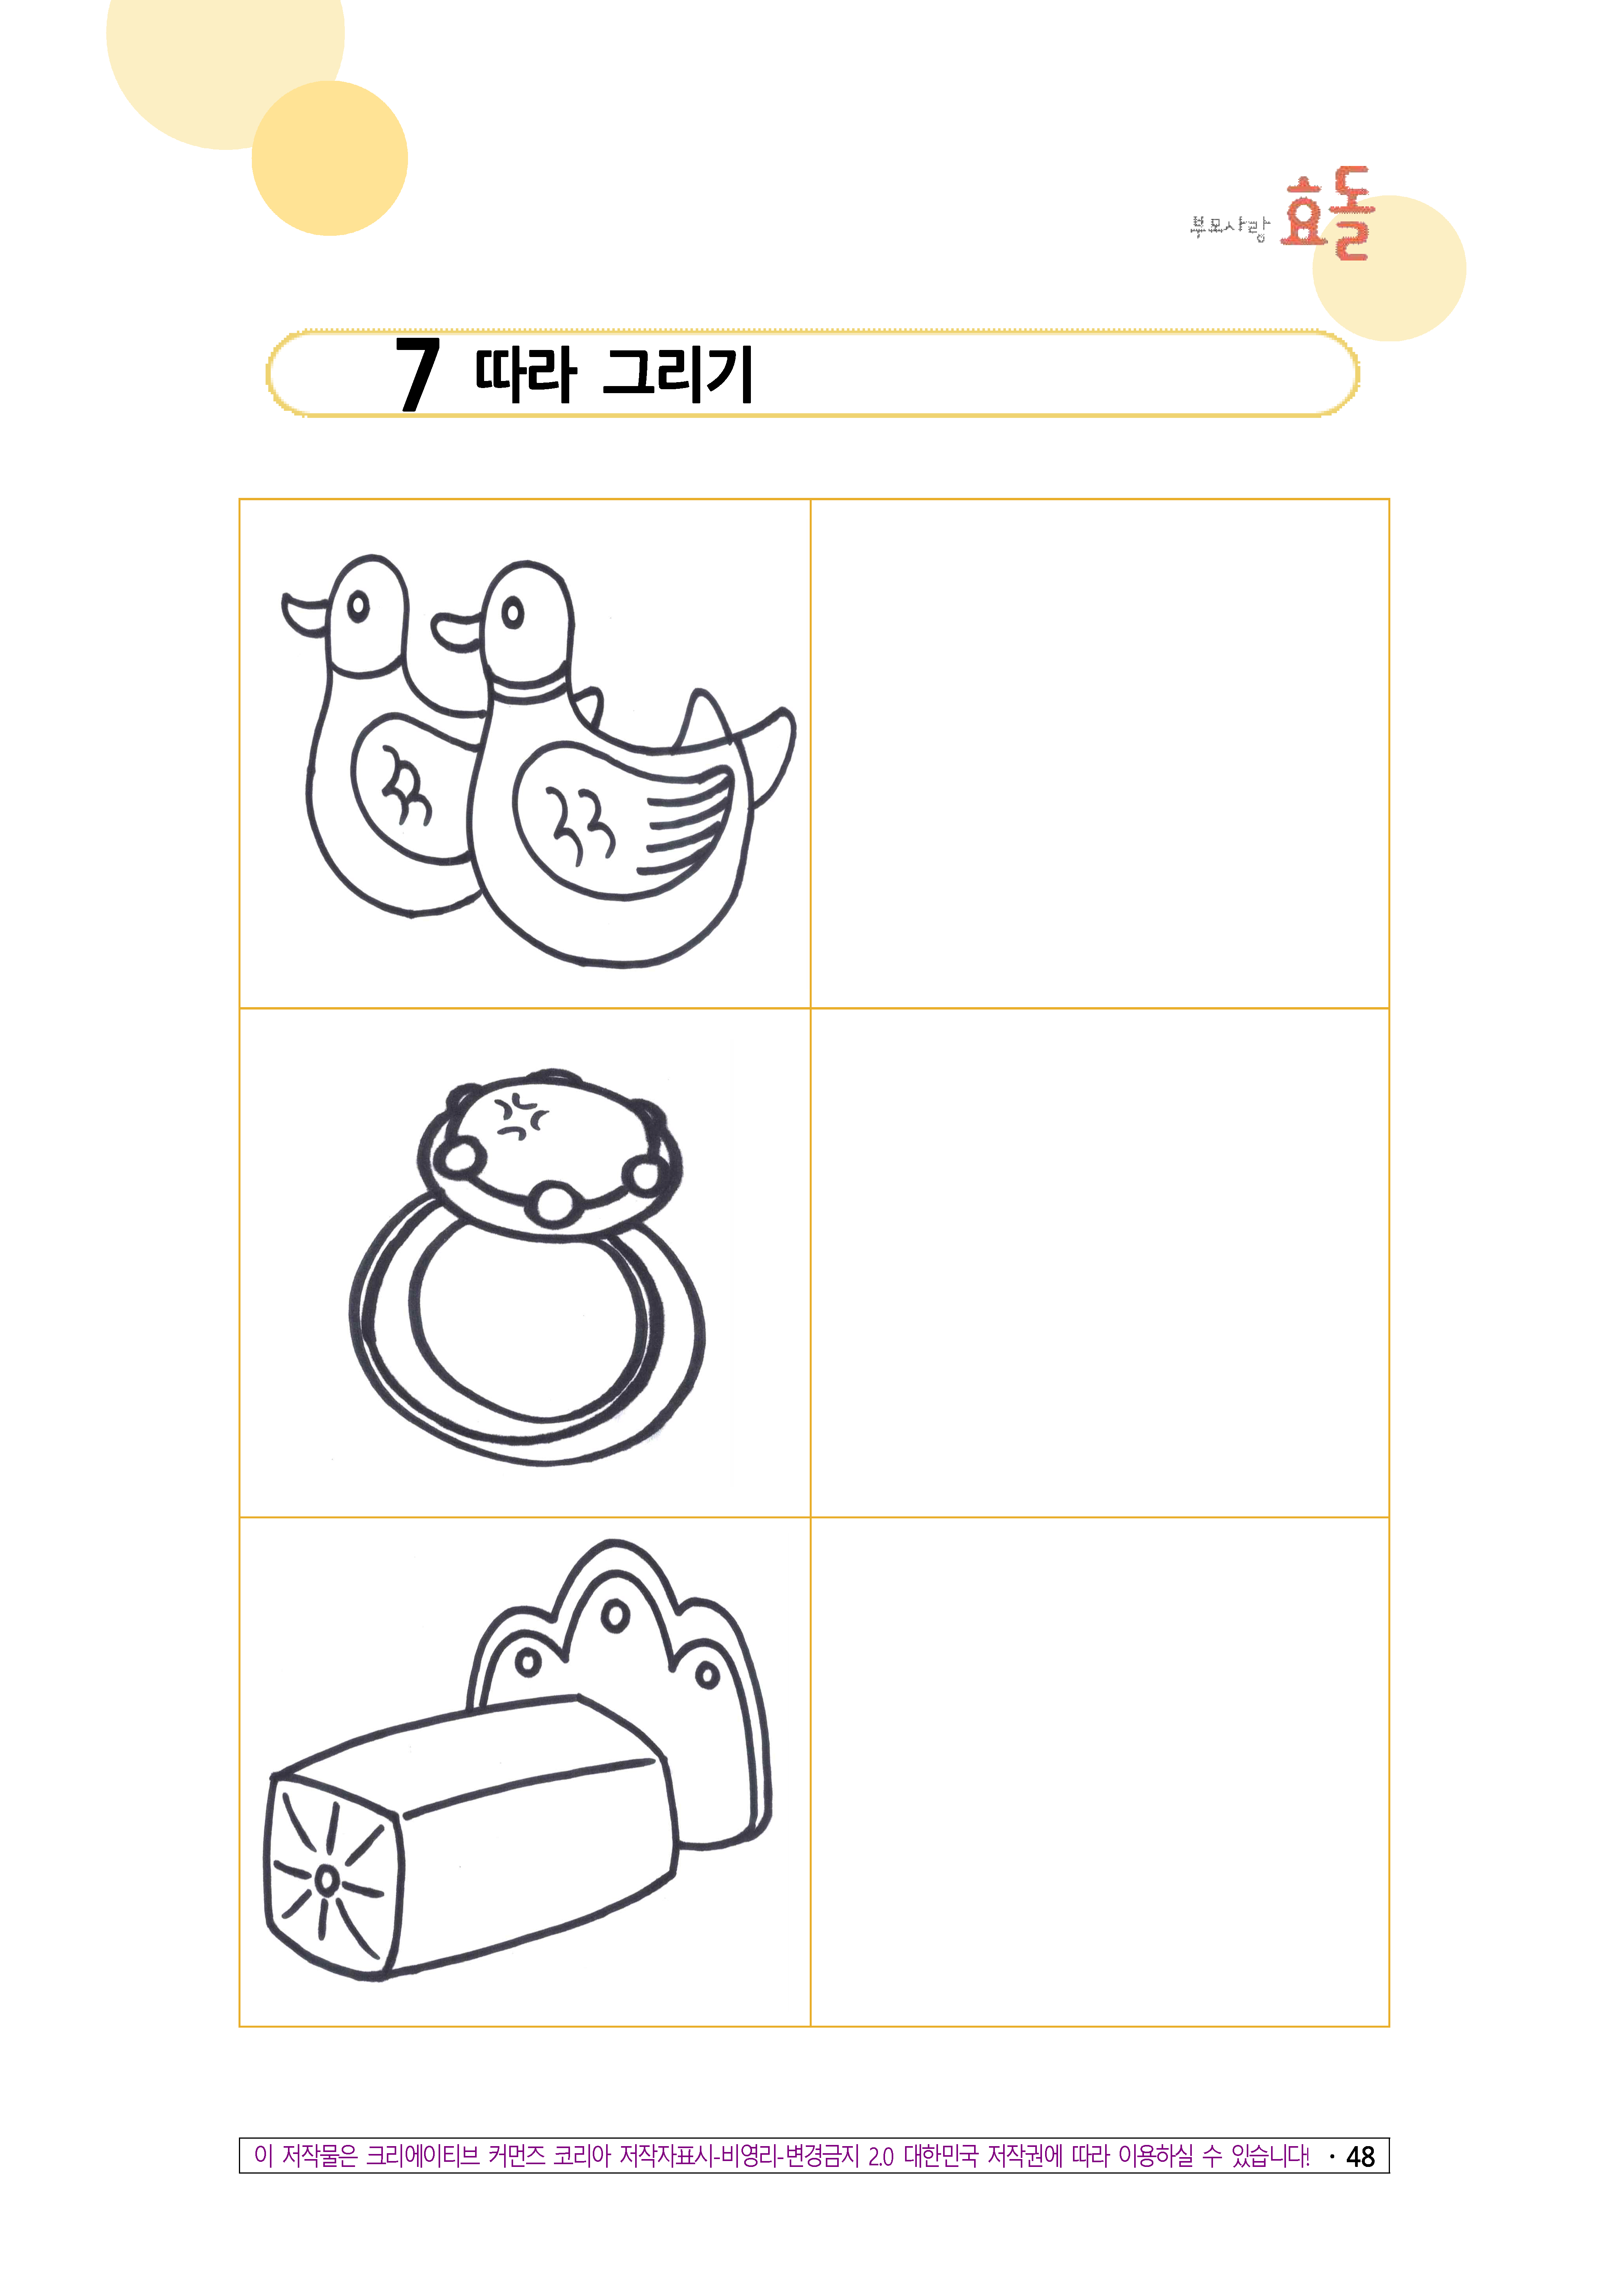 부모사랑 효돌
7 따라 그리기
이 저작물은 크리에이티브 커먼즈 코리아 저작자표시-비영리-변경금지 2.0 대한민국 저작권에 따라 이용하실 수 있습니다! · 48